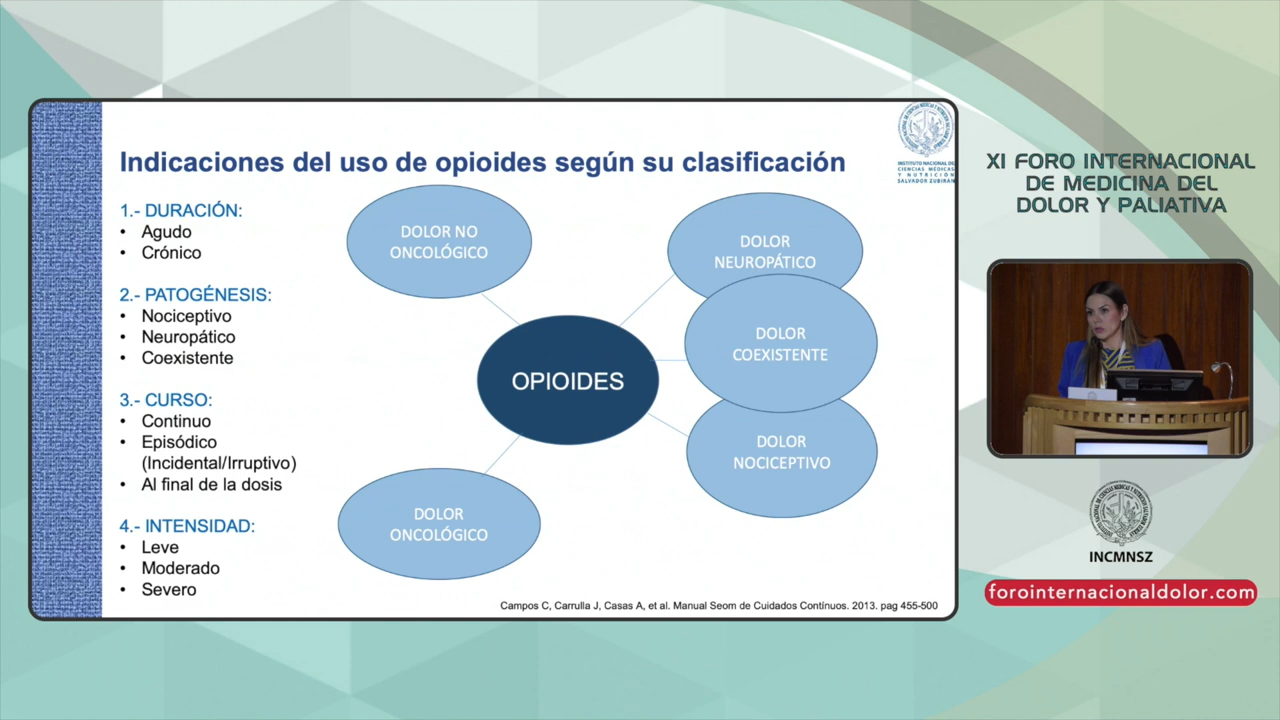 Indicaciones del uso de opioides según su clasificación
INSTITUTO NACIONAL DE
CIENCIAS MÉDICAS
Y NUTRICIÓN
SALVADOR ZUBIRÁN
1.- DURACIÓN:
• Agudo
• Crónico
2.- PATOGÉNESIS:
• Nociceptivo
• Neuropático
• Coexistente
3.- CURSO:
• Continuo
• Episódico
(Incidental/Irruptivo)
• Al final de la dosis
4.- INTENSIDAD:
• Leve
• Moderado
• Severo
DOLOR NO
ONCOLÓGICO
DOLOR
NEUROPÁTICO
DOLOR
COEXISTENTE
OPIOIDES
DOLOR
NOCICEPTIVO
DOLOR
ONCOLÓGICO
Campos C, Carrulla J, Casas A, et al. Manual Seom de Cuidados Contínuos. 2013. pag 455-500
XI FORO INTERNACIONAL
DE MEDICINA DEL
DOLOR Y PALIATIVA
INCMNSZ
forointernacionaldolor.com